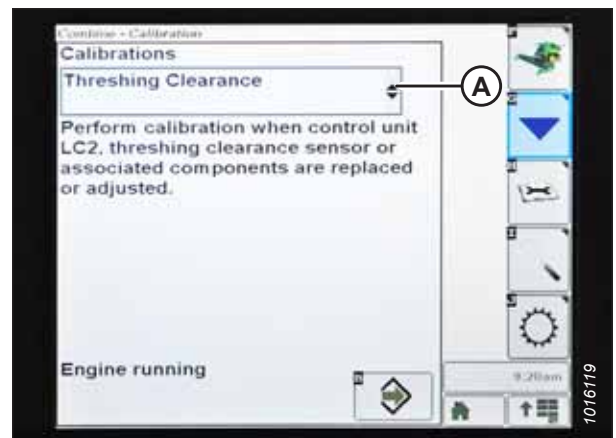 Combine - Calibration
Calibrations
Threshing Clearance
A
Perform calibration when control unit
LC2, threshing clearance sensor or
associated components are replaced
or adjusted.
Engine running
9:20am
1016119